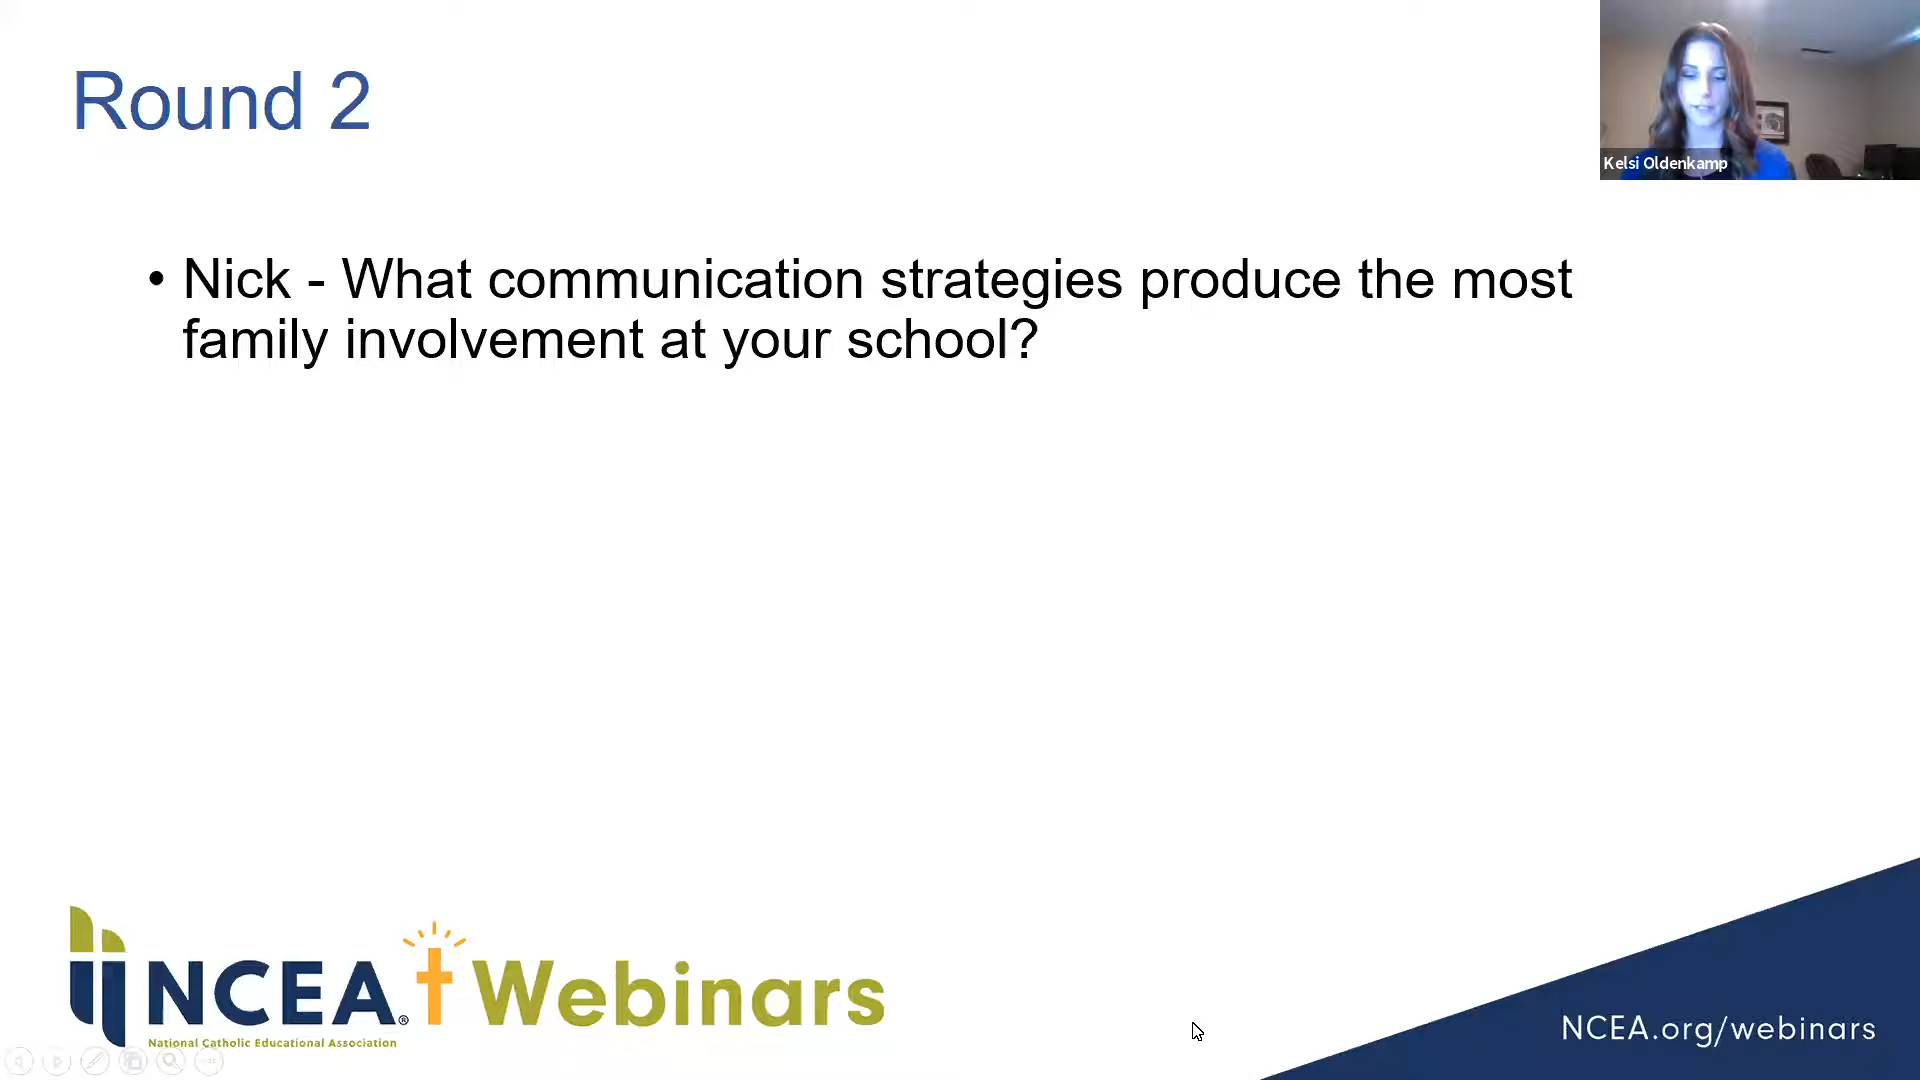 Round 2
Kelsi Oldenkamp
• Nick - What communication strategies produce the most
family involvement at your school?
NCEA® Webinars
National Catholic Educational Association
NCEA.org/webinars